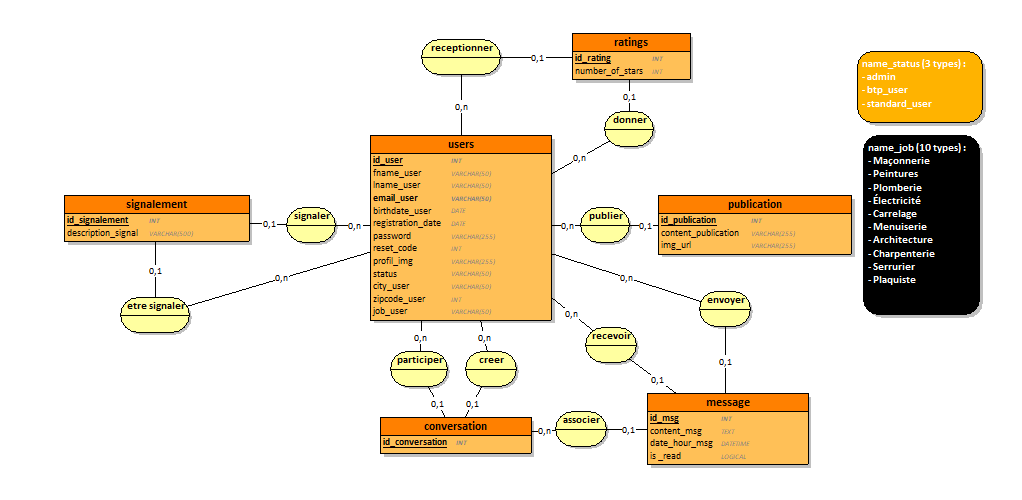 receptionner
0,1
0,n
ratings
id_rating INT
number_of_stars INT
0,1
donner
0,n
name_status (3 types) :
- admin
- btp_user
- standard_user
name_job (10 types) :
- Maçonnerie
- Peintures
- Plomberie
- Électricité
- Carrelage
- Menuiserie
- Architecture
- Charpenterie
- Serrurier
- Plaquiste
users
id_user INT
fname_user VARCHAR(50)
lname_user VARCHAR(50)
email_user VARCHAR(50)
birthdate_user DATE
registration_date DATE
password VARCHAR(255)
reset_code INT
profil_img VARCHAR(255)
status VARCHAR(50)
city_user VARCHAR(50)
zipcode_user INT
job_user VARCHAR(50)
signalement
id_signalement INT
description_signal VARCHAR(500)
0,1
signaler
0,n
0,1
etre signaler
0,n
0,n
publier
0,1
publication
id_publication INT
content_publication VARCHAR(255)
img_url VARCHAR(255)
0,n
envoyer
0,1
0,n
recevoir
0,1
0,n
participer
0,1
0,n
creer
0,1
conversation
id_conversation INT
0,n
associer
0,1
message
id_msg INT
content_msg TEXT
date_hour_msg DATETIME
is _read LOGICAL